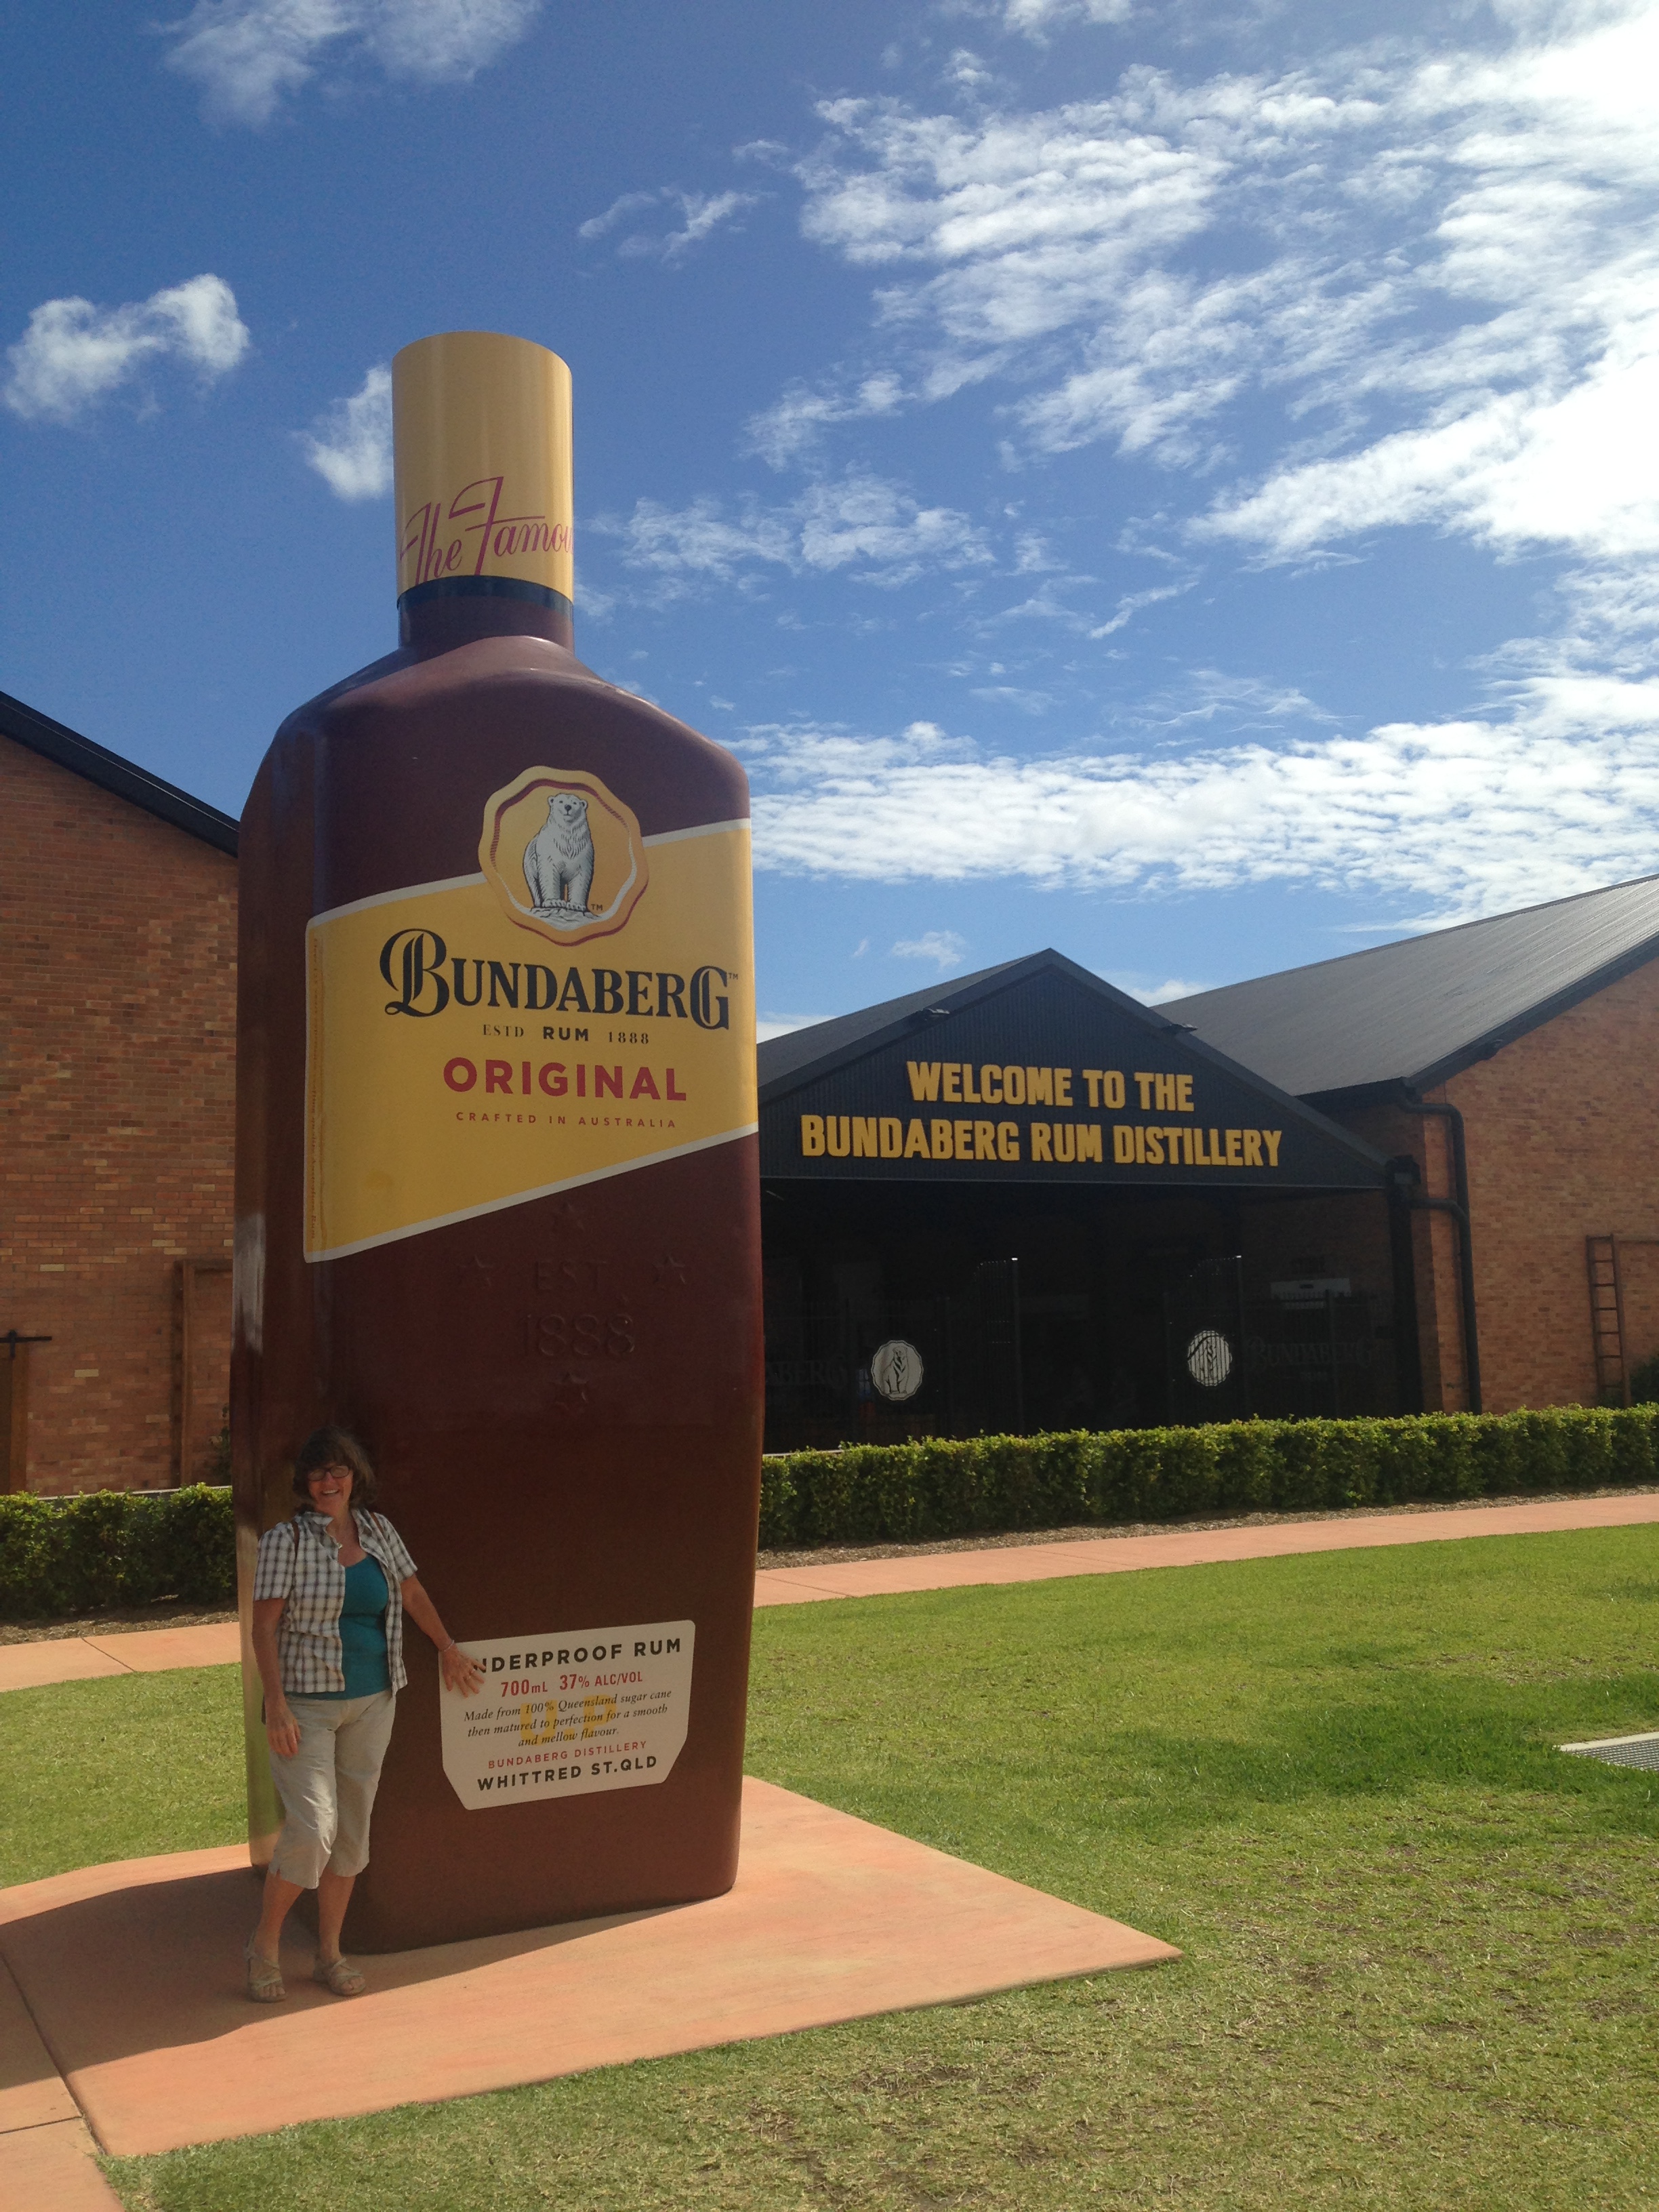 The Famou
BUNDABERG™
ESTD RUM 1888
ORIGINAL
CRAFTED IN AUSTRALIA
EST
1888
NDERPROOF RUM
700mL 37% ALC/VOL
Made from 100% Queensland sugar cane
then matured to perfection for a smooth
and mellow flavour.
BUNDABERG DISTILLERY
WHITTRED ST.QLD
WELCOME TO THE
BUNDABERG RUM DISTILLERY
BUNDABERG